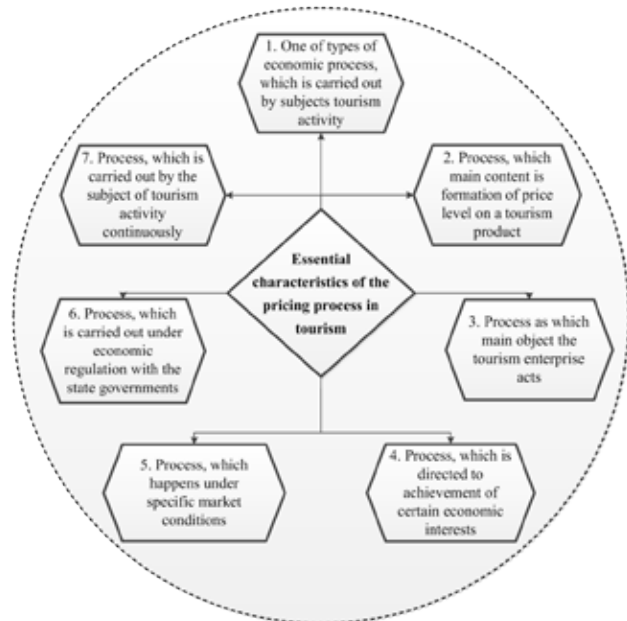 1. One of types of
economic process,
which is carried out
by subjects tourism
activity
7. Process, which is
carried out by the
subject of tourism
activity
continuously
2. Process, which
main content is
formation of price
level on a tourism
product
Essential
characteristics of the
pricing process in
tourism
6. Process, which
is carried out under
economic
regulation with the
state governments
3. Process as which
main object the
tourism enterprise
acts
5. Process, which
happens under
specific market
conditions
4. Process, which is
directed to
achievement of
certain economic
interests